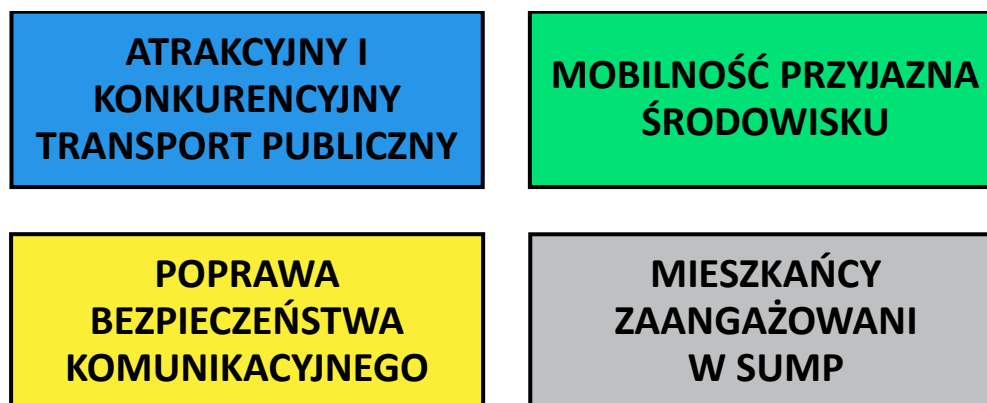 ATRAKCYJNY I
KONKURENCYJNY
TRANSPORT PUBLICZNY
MOBILNOŚĆ PRZYJAZNA
ŚRODOWISKU
POPRAWA
BEZPIECZEŃSTWA
KOMUNIKACYJNEGO
MIESZKAŃCY
ZAANGAŻOWANI
W SUMP